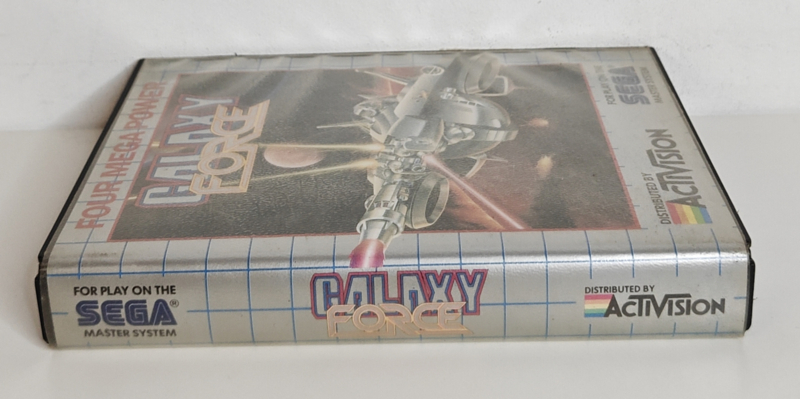 FOUR MEGA POWER
GALAXY
FORCE
FOR PLAY ON THE
SEGA
MASTER SYSTEM
DISTRIBUTED BY
ACTIVISION
FOR PLAY ON THE
SEGA®
MASTER SYSTEM
GALAXY
FORCE
DISTRIBUTED BY
ACTIVISION